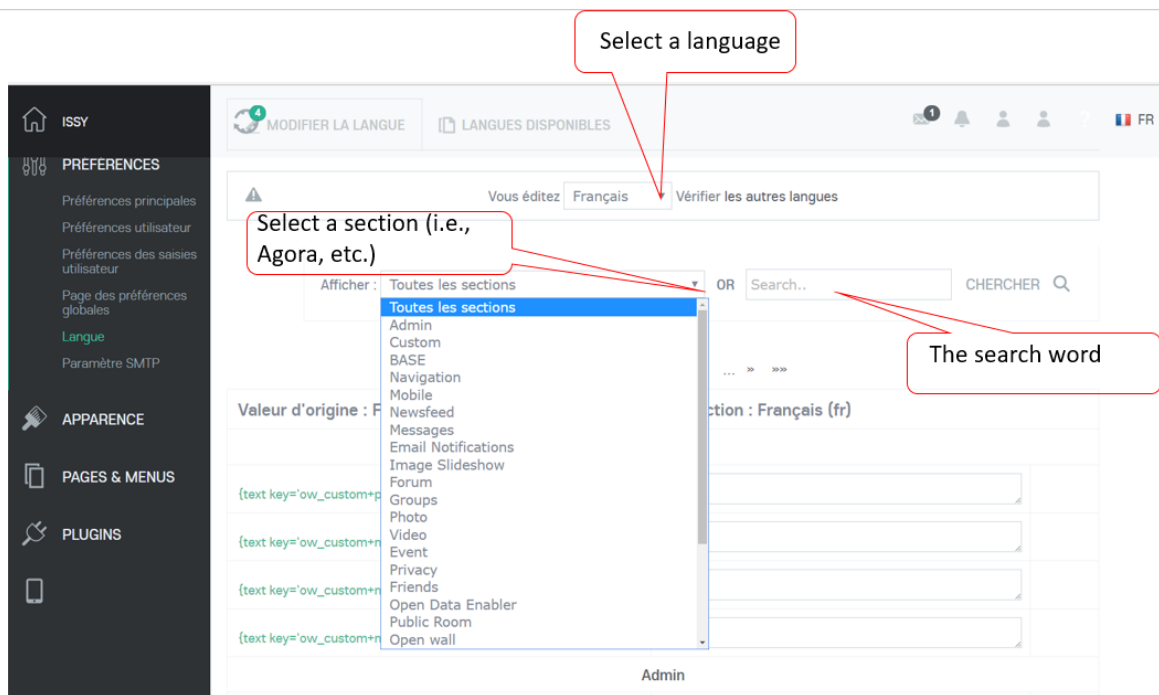 Select a language
ISSY
4
MODIFIER LA LANGUE
LANGUES DISPONIBLES
1
?
FR
PRÉFÉRENCES
Préférences principales
Préférences utilisateur
Préférences des saisies
utilisateur
Page des préférences
globales
Langue
Paramètre SMTP
APPARENCE
PAGES & MENUS
PLUGINS
Vous éditez Français Vérifier les autres langues
Select a section (i.e.,
Agora, etc.)
Afficher : Toutes les sections OR Search.. CHERCHER
The search word
Toutes les sections
Admin
Custom
BASE
Navigation
Mobile
Newsfeed
Messages
Email Notifications
Image Slideshow
Forum
Groups
Photo
Video
Event
Privacy
Friends
Open Data Enabler
Public Room
Open wall
... » »»
Valeur d'origine : F
ction : Français (fr)
{text key='ow_custom+p
{text key='ow_custom+n
{text key='ow_custom+n
{text key='ow_custom+n
Admin